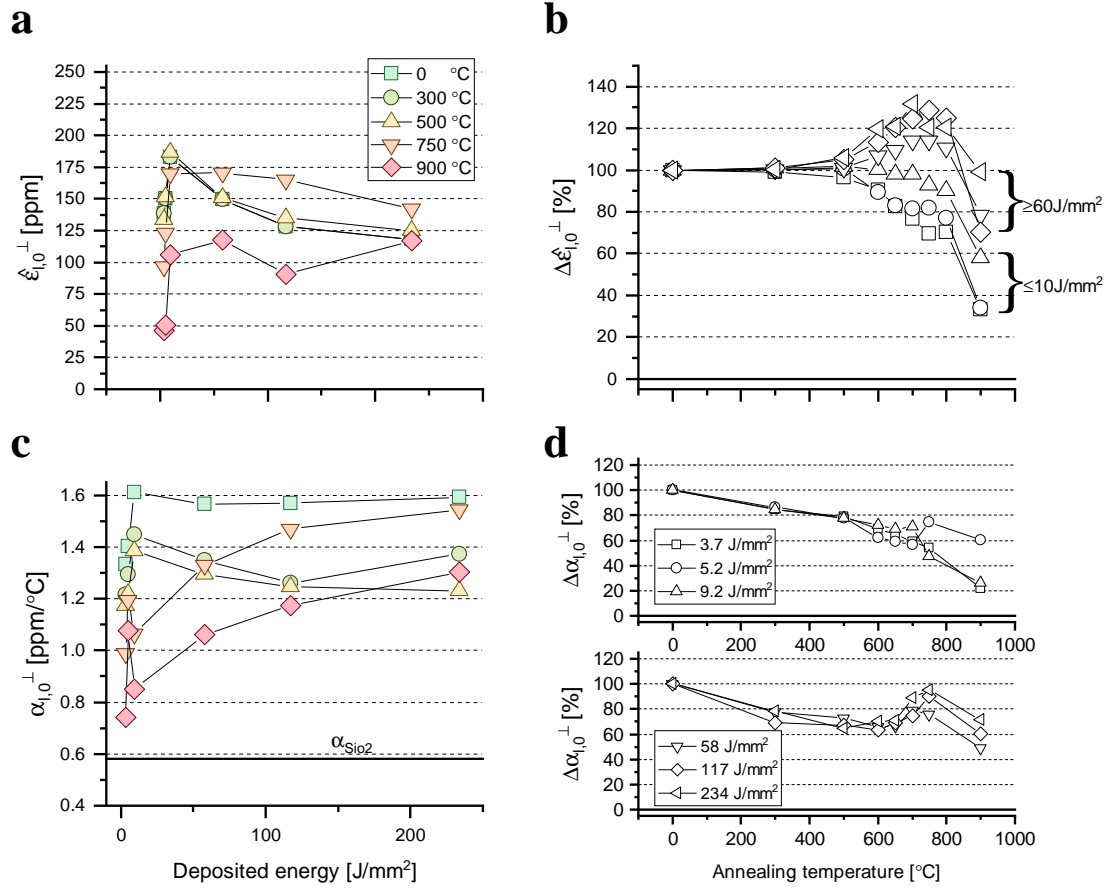 a
ε̂l,0⊥ [ppm]
250
225
200
175
150
125
100
75
50
25
0
0 °C
300 °C
500 °C
750 °C
900 °C
b
Δε̂l,0⊥ [%]
140
120
100
80
60
40
20
0
≥60J/mm²
≤10J/mm²
c
αl,0⊥ [ppm/°C]
1.6
1.4
1.2
1.0
0.8
0.6
0.4
αSio2
0 100 200
Deposited energy [J/mm²]
d
Δαl,0⊥ [%]
120
100
80
60
40
20
0
3.7 J/mm²
5.2 J/mm²
9.2 J/mm²
0 200 400 600 800 1000
Δαl,0⊥ [%]
120
100
80
60
40
20
0
58 J/mm²
117 J/mm²
234 J/mm²
0 200 400 600 800 1000
Annealing temperature [°C]